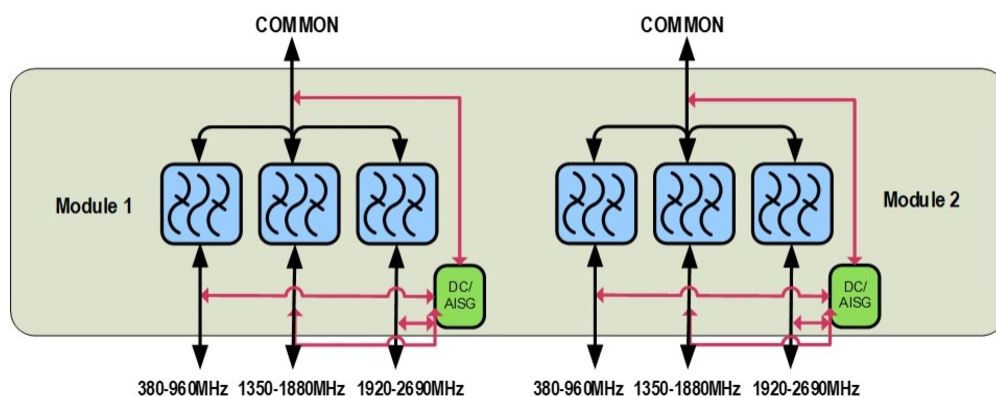 COMMON COMMON
Module 1
Module 2
DC/
AISG
DC/
AISG
380-960MHz 1350-1880MHz 1920-2690MHz 380-960MHz 1350-1880MHz 1920-2690MHz